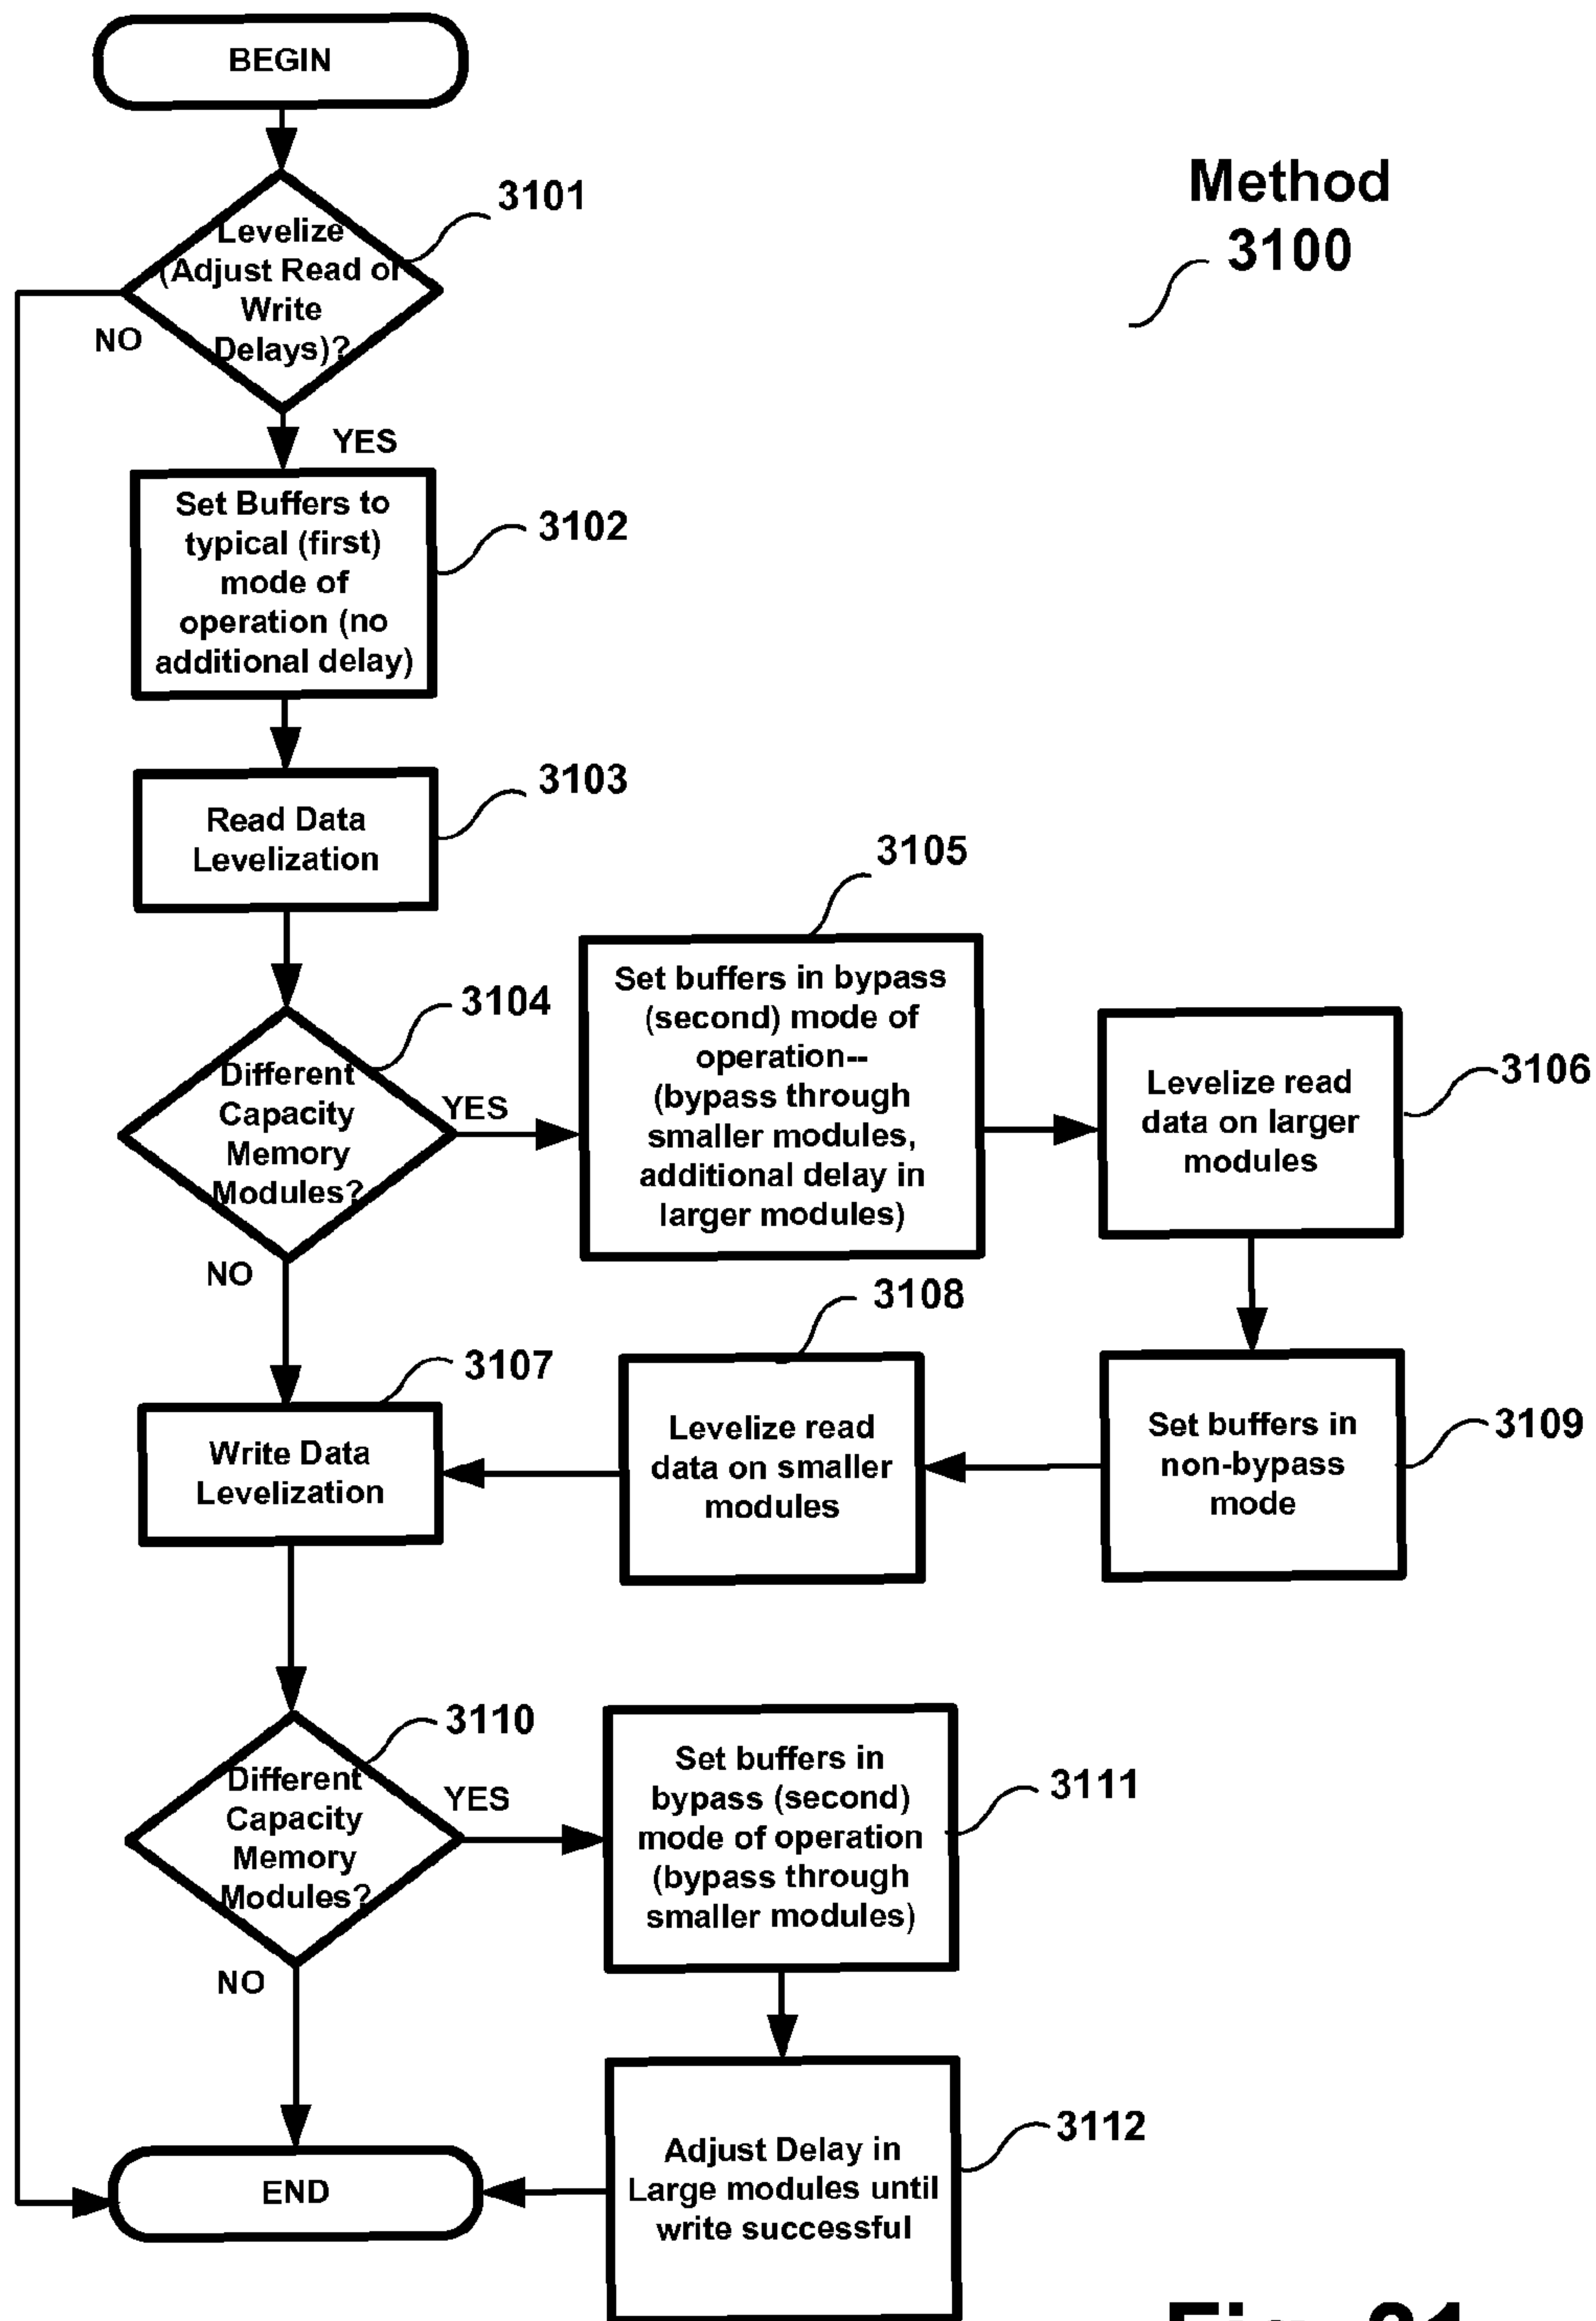 BEGIN
Method
3100
3101
Levelize
(Adjust Read or
Write
Delays)?
NO
YES
Set Buffers to
typical (first)
mode of
operation (no
additional delay)
3102
Read Data
Levelization
3103
3104
Different
Capacity
Memory
Modules?
YES
NO
3105
Set buffers in bypass
(second) mode of
operation--
(bypass through
smaller modules,
additional delay in
larger modules)
Levelize read
data on larger
modules
3106
3107
Write Data
Levelization
3108
Levelize read
data on smaller
modules
Set buffers in
non-bypass
mode
3109
3110
Different
Capacity
Memory
Modules?
YES
NO
Set buffers in
bypass (second)
mode of operation
(bypass through
smaller modules)
3111
Adjust Delay in
Large modules until
write successful
3112
END